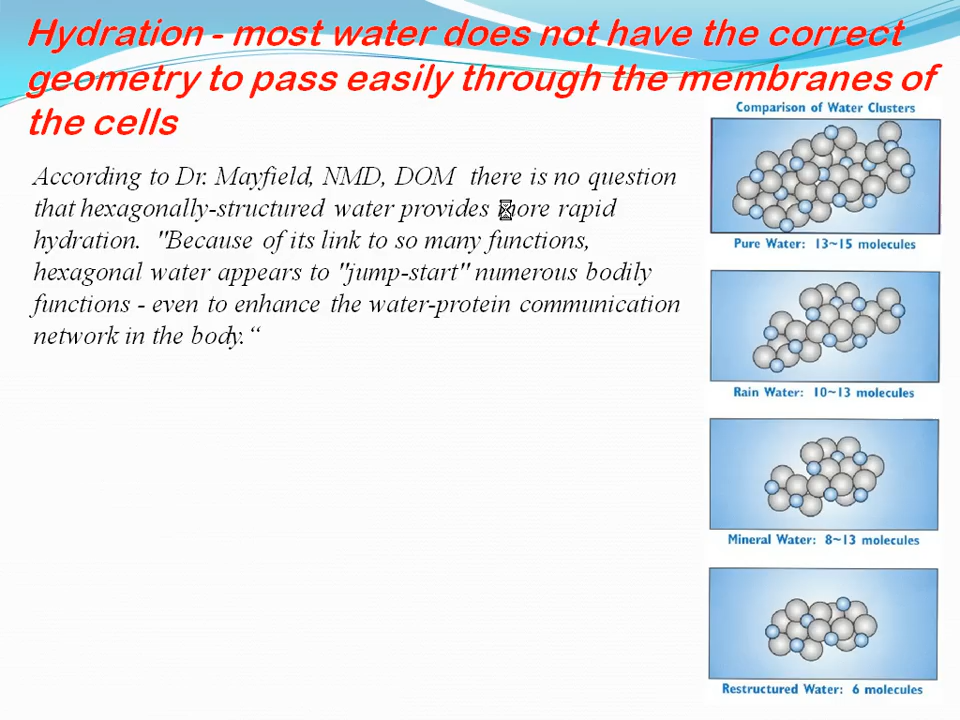 Hydration - most water does not have the correct
geometry to pass easily through the membranes of
the cells
According to Dr. Mayfield, NMD, DOM there is no question
that hexagonally-structured water provides more rapid
hydration. "Because of its link to so many functions,
hexagonal water appears to "jump-start" numerous bodily
functions - even to enhance the water-protein communication
network in the body.“
Comparison of Water Clusters
Pure Water: 13~15 molecules
Rain Water: 10~13 molecules
Mineral Water: 8~13 molecules
Restructured Water: 6 molecules